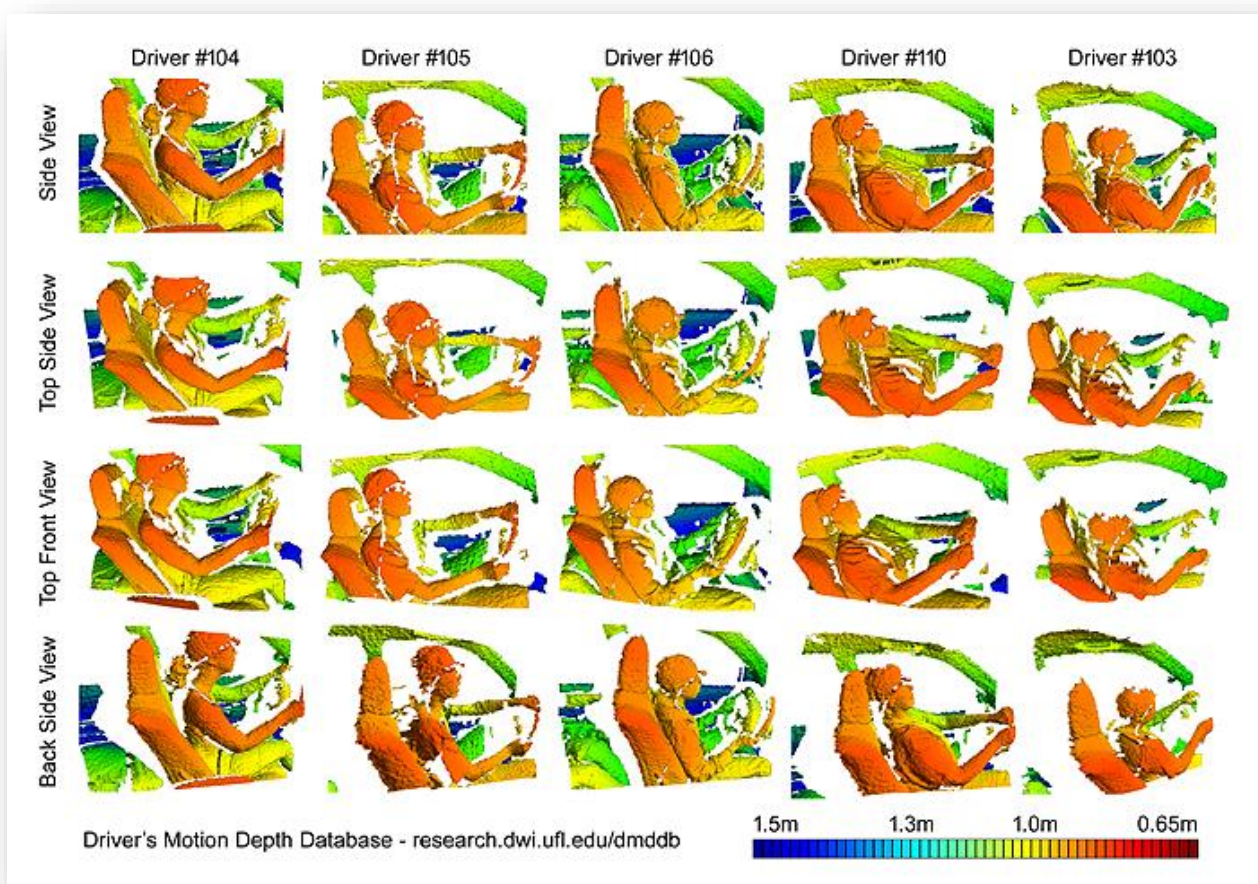 Driver #104 Driver #105 Driver #106 Driver #110 Driver #103
Side View
Top Side View
Top Front View
Back Side View
Driver's Motion Depth Database - research.dwi.ufl.edu/dmddb
1.5m 1.3m 1.0m 0.65m